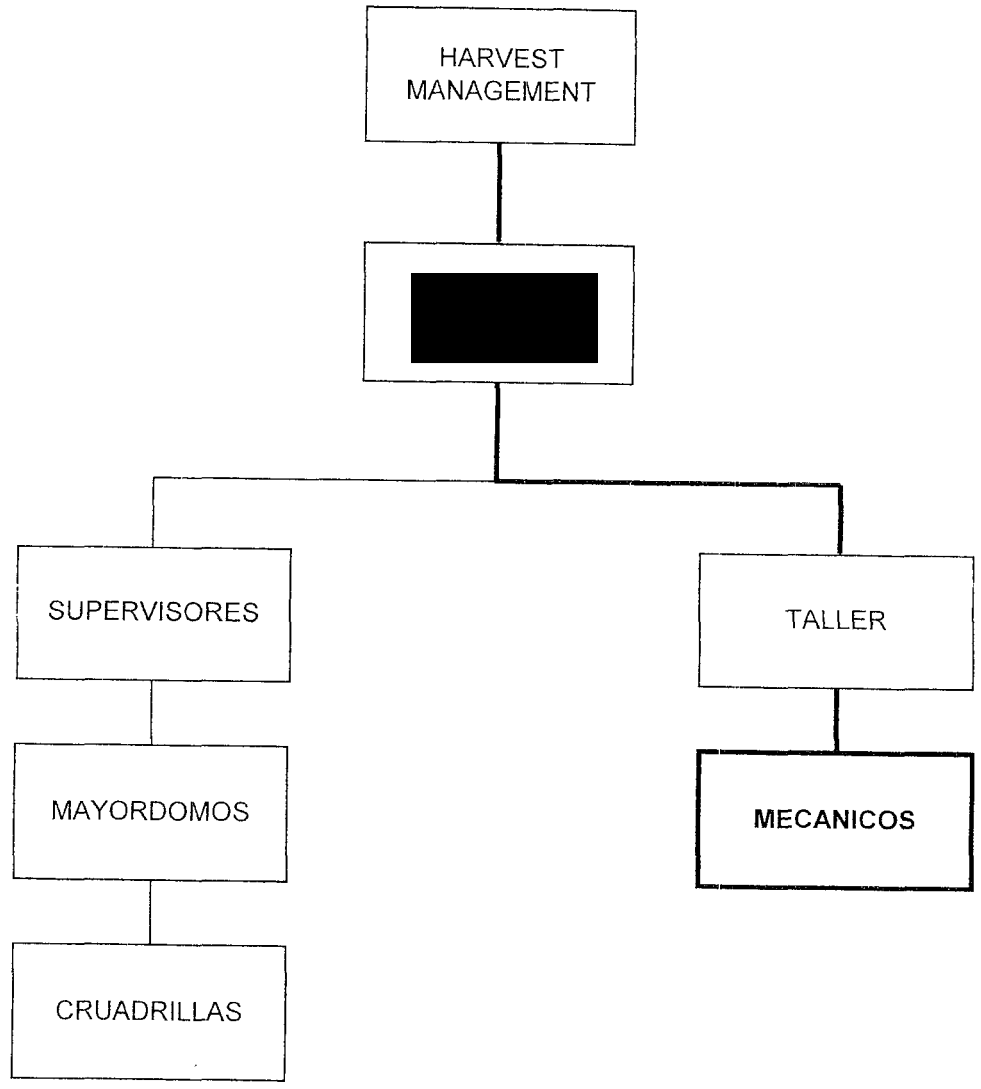 HARVEST
MANAGEMENT
SUPERVISORES
TALLER
MAYORDOMOS
MECANICOS
CRUADRILLAS